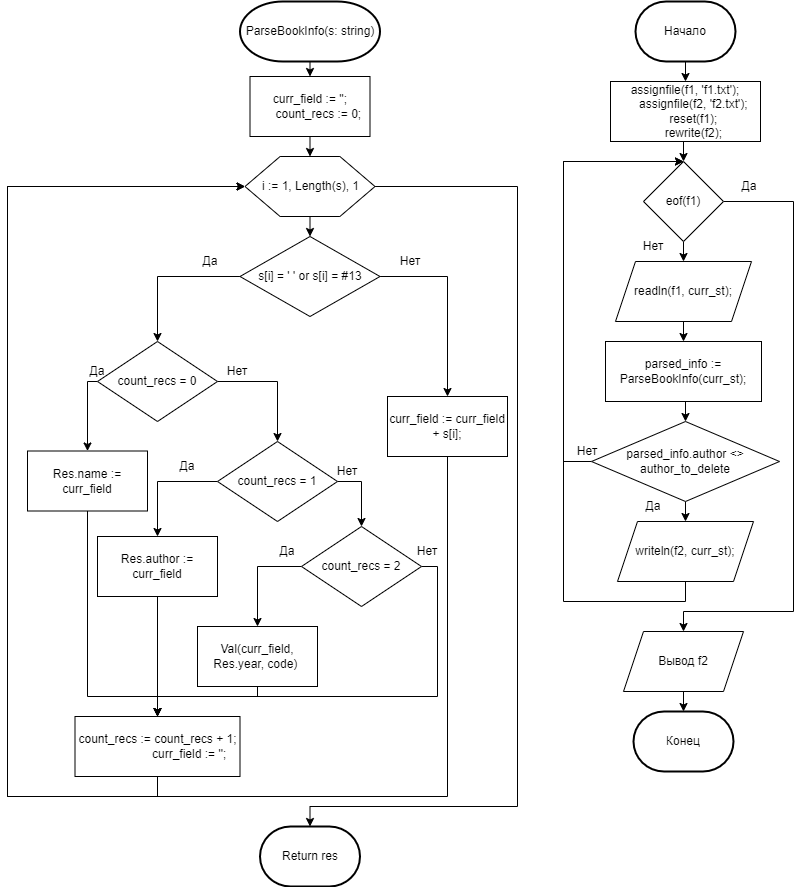 ParseBookInfo(s: string)
curr_field := '';
count_recs := 0;
i := 1, Length(s), 1
s[i] = ' ' or s[i] = #13
Да
Нет
count_recs = 0
Да
Нет
curr_field := curr_field
+ s[i];
Res.name :=
curr_field
count_recs = 1
Да
Нет
Res.author :=
curr_field
count_recs = 2
Да
Нет
Val(curr_field,
Res.year, code)
count_recs := count_recs + 1;
curr_field := '';
Return res
Начало
assignfile(f1, 'f1.txt');
assignfile(f2, 'f2.txt');
reset(f1);
rewrite(f2);
eof(f1)
Да
Нет
readln(f1, curr_st);
parsed_info :=
ParseBookInfo(curr_st);
parsed_info.author <>
author_to_delete
Нет
Да
writeln(f2, curr_st);
Вывод f2
Конец